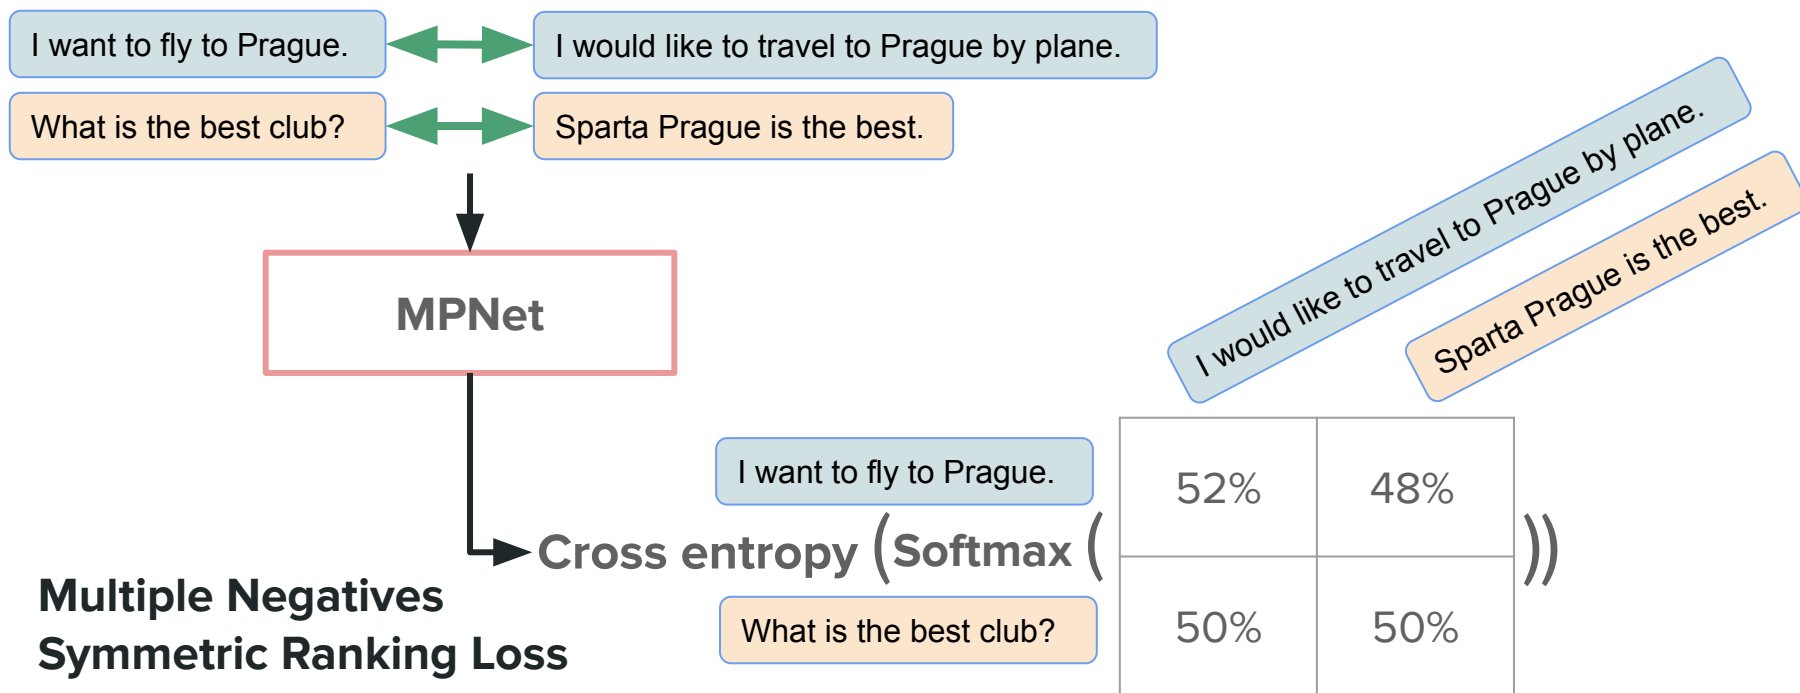 I want to fly to Prague.
I would like to travel to Prague by plane.
What is the best club?
Sparta Prague is the best.
MPNet
I would like to travel to Prague by plane.
Sparta Prague is the best.
I want to fly to Prague.
52%
48%
Cross entropy (Softmax (
))
What is the best club?
50%
50%
Multiple Negatives
Symmetric Ranking Loss